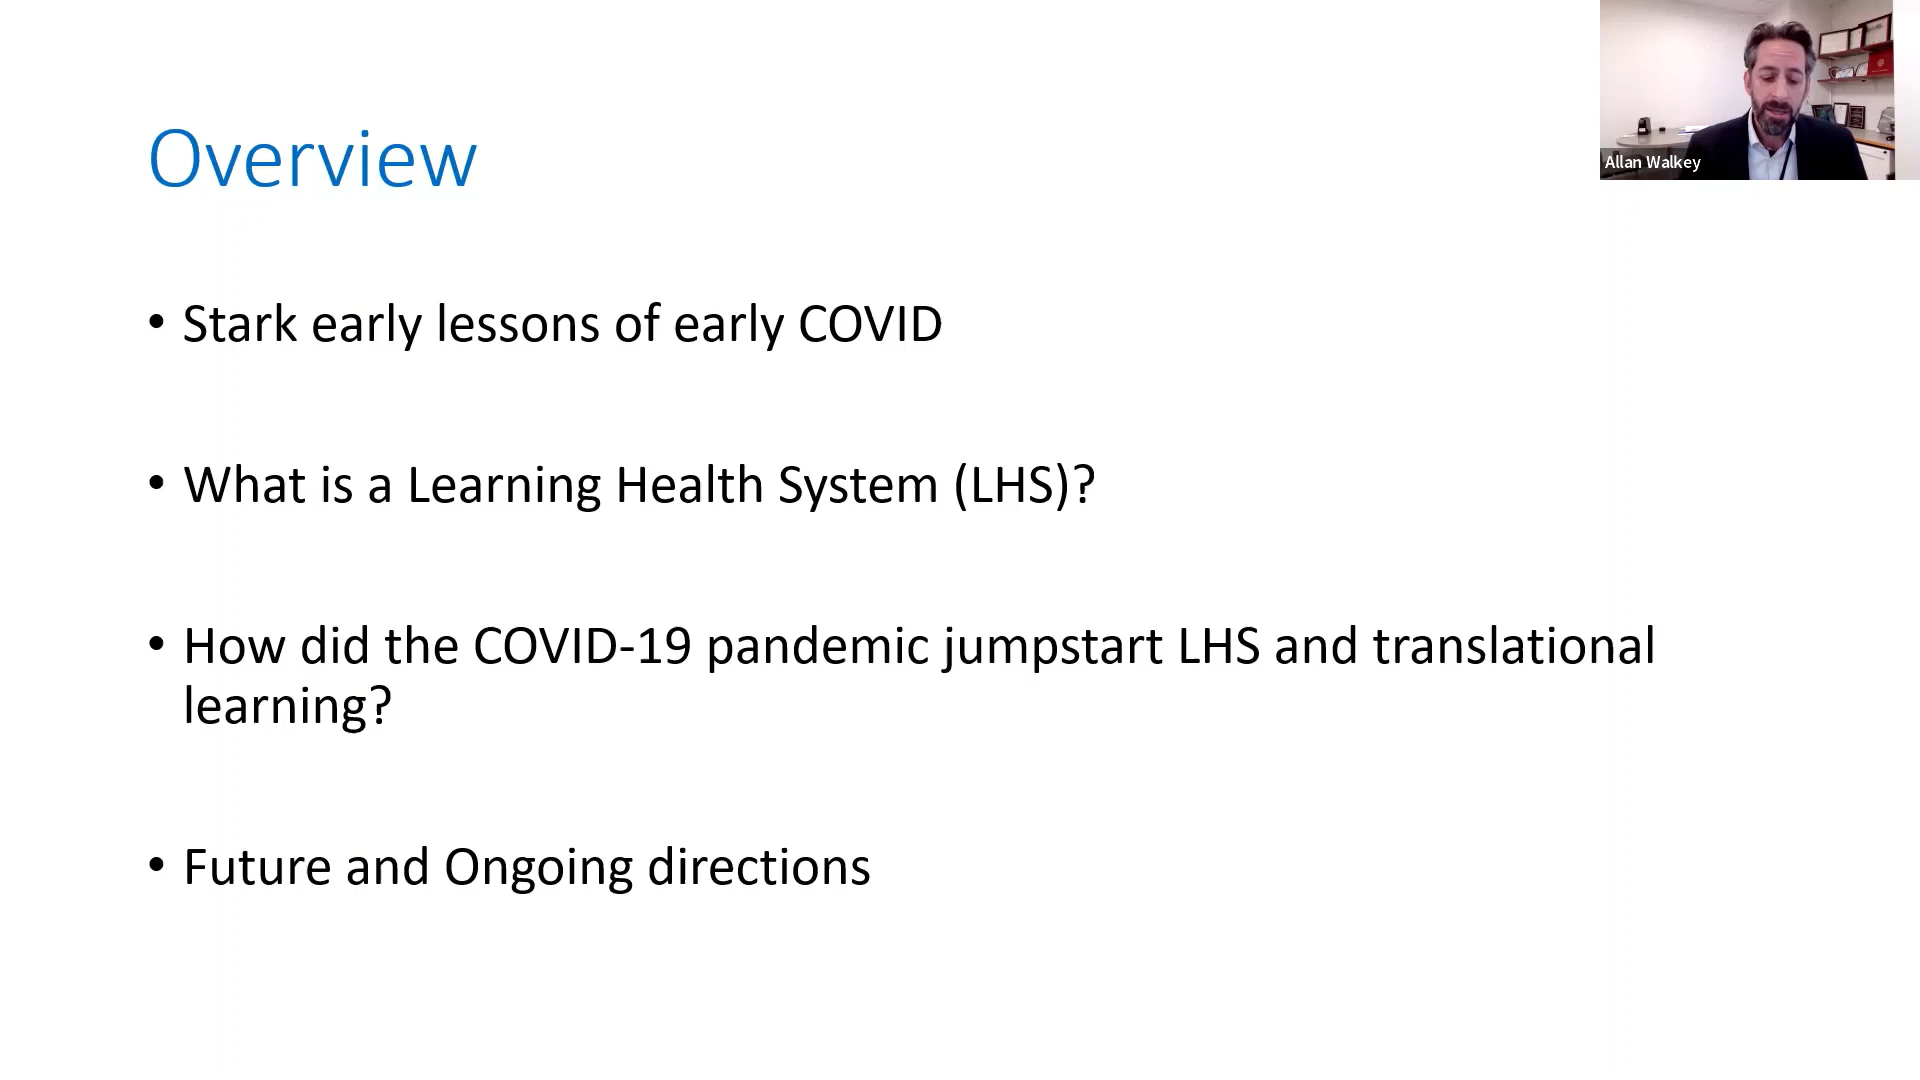 Overview
Allan Walkey
• Stark early lessons of early COVID
• What is a Learning Health System (LHS)?
• How did the COVID-19 pandemic jumpstart LHS and translational
learning?
• Future and Ongoing directions